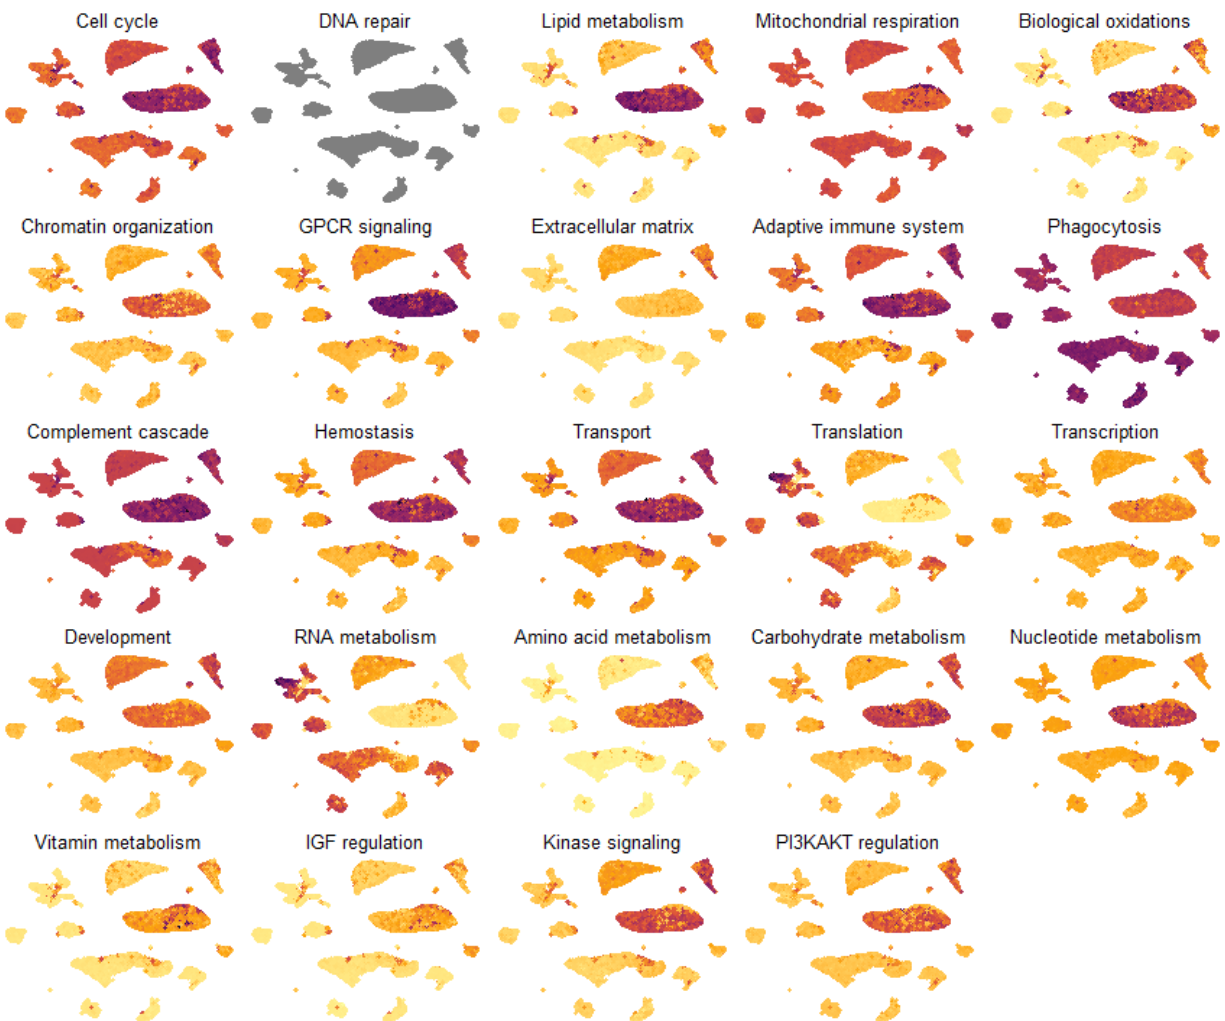 Cell cycle
DNA repair
Lipid metabolism
Mitochondrial respiration
Biological oxidations
Chromatin organization
GPCR signaling
Extracellular matrix
Adaptive immune system
Phagocytosis
Complement cascade
Hemostasis
Transport
Translation
Transcription
Development
RNA metabolism
Amino acid metabolism
Carbohydrate metabolism
Nucleotide metabolism
Vitamin metabolism
IGF regulation
Kinase signaling
PI3KAKT regulation